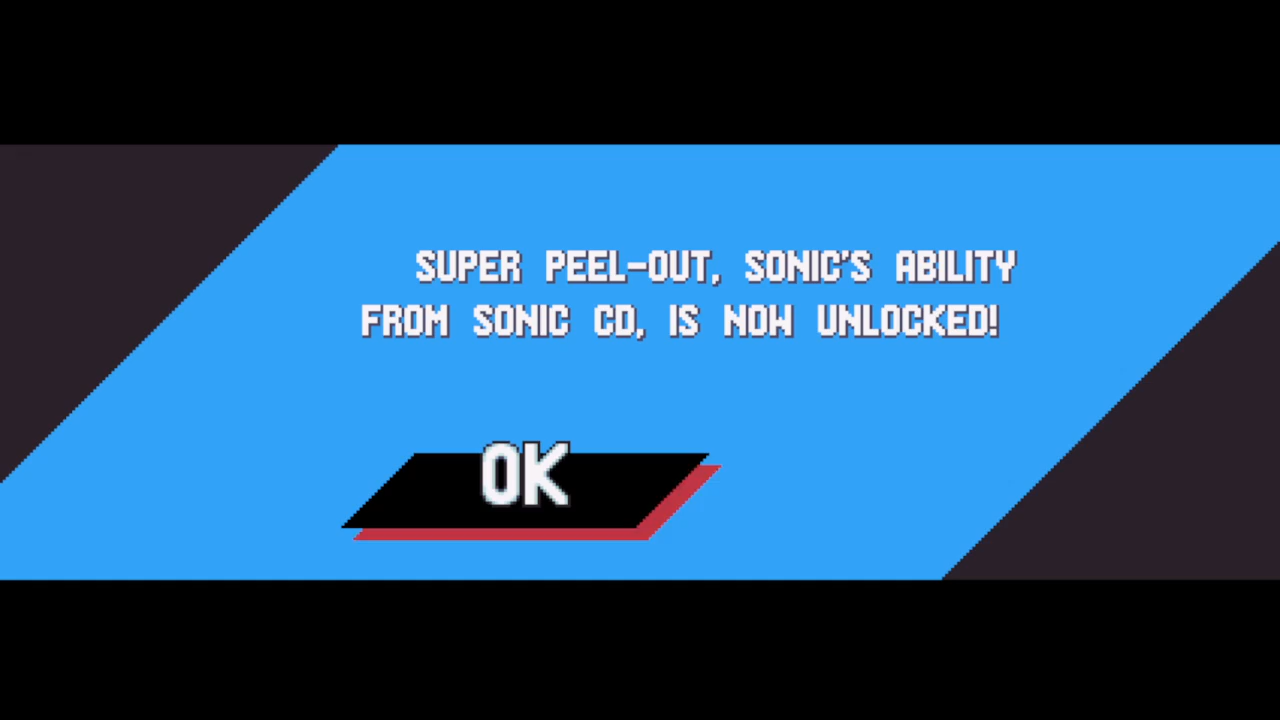 SUPER PEEL-OUT, SONIC'S ABILITY
FROM SONIC CD, IS NOW UNLOCKED!
OK